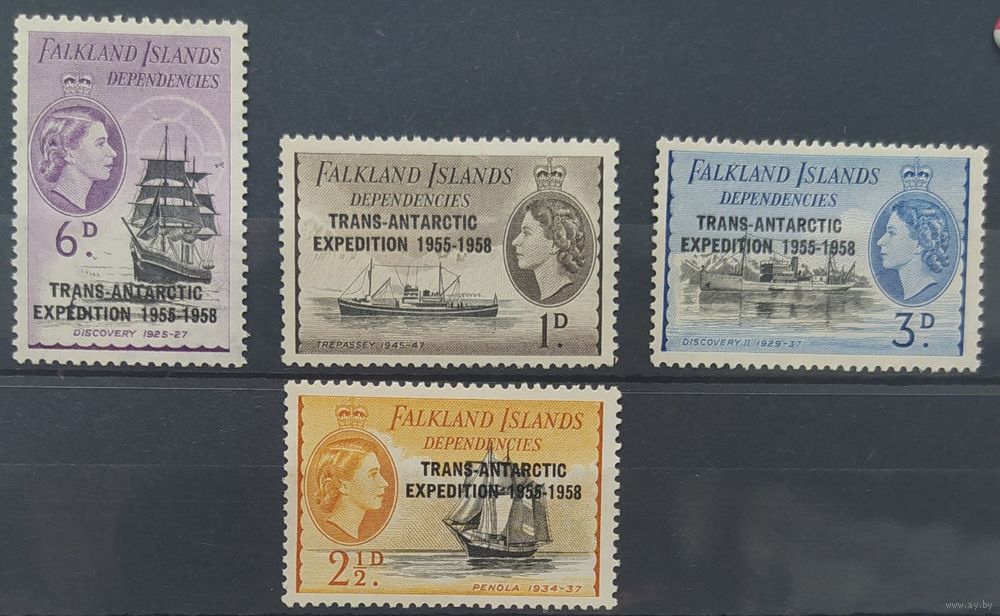 FALKLAND ISLANDS
DEPENDENCIES
6D.
TRANS-ANTARCTIC
EXPEDITION 1955-1958
DISCOVERY 1925-27
FALKLAND ISLANDS
DEPENDENCIES
TRANS-ANTARCTIC
EXPEDITION 1955-1958
1D.
TREPASSEY 1945-47
FALKLAND ISLANDS
DEPENDENCIES
TRANS-ANTARCTIC
EXPEDITION 1955-1958
3D.
DISCOVERY II 1929-37
FALKLAND ISLANDS
DEPENDENCIES
TRANS-ANTARCTIC
EXPEDITION 1955-1958
2½D.
PENOLA 1934-37
www.ay.by